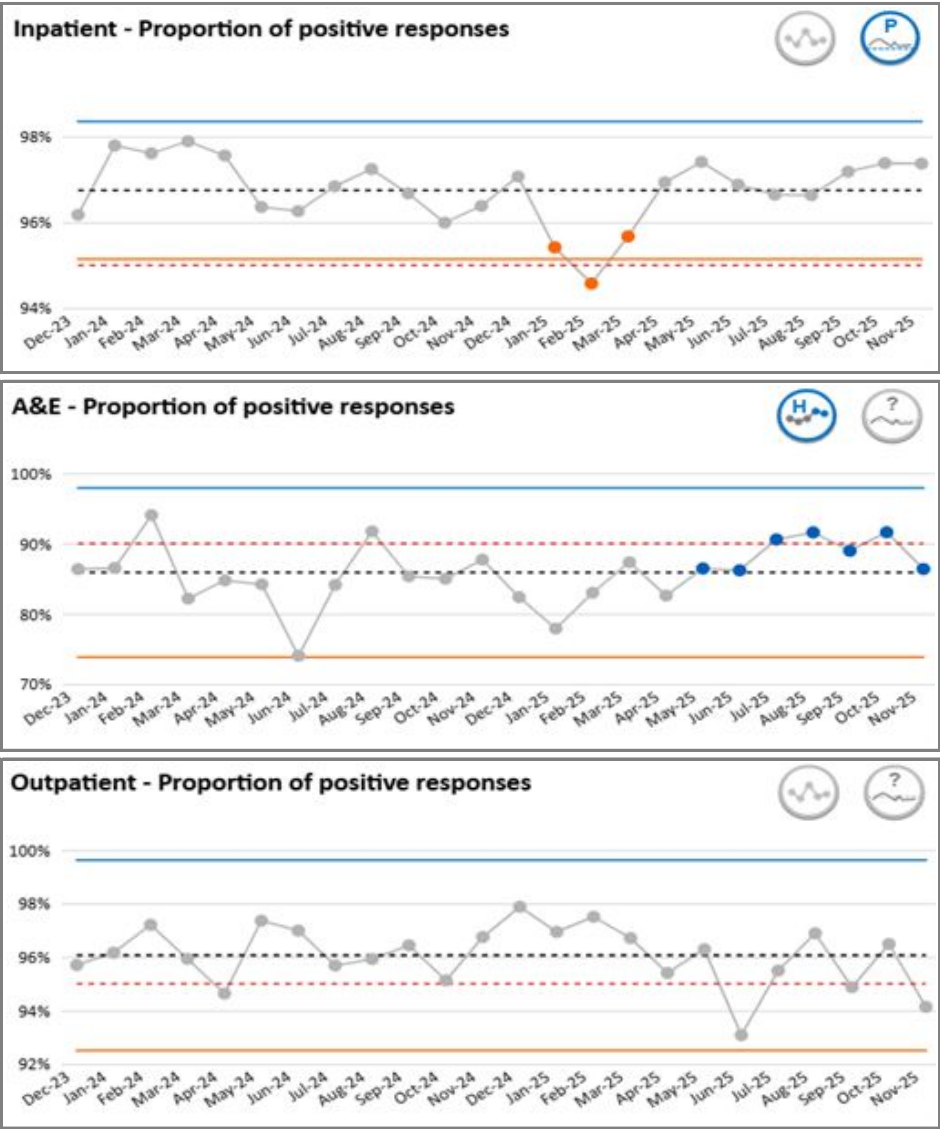 Inpatient - Proportion of positive responses
P
98%
96%
94%
Dec-23 Jan-24 Feb-24 Mar-24 Apr-24 May-24 Jun-24 Jul-24 Aug-24 Sep-24 Oct-24 Nov-24 Dec-24 Jan-25 Feb-25 Mar-25 Apr-25 May-25 Jun-25 Jul-25 Aug-25 Sep-25 Oct-25 Nov-25
A&E - Proportion of positive responses
H ?
100%
90%
80%
70%
Dec-23 Jan-24 Feb-24 Mar-24 Apr-24 May-24 Jun-24 Jul-24 Aug-24 Sep-24 Oct-24 Nov-24 Dec-24 Jan-25 Feb-25 Mar-25 Apr-25 May-25 Jun-25 Jul-25 Aug-25 Sep-25 Oct-25 Nov-25
Outpatient - Proportion of positive responses
?
100%
98%
96%
94%
92%
Dec-23 Jan-24 Feb-24 Mar-24 Apr-24 May-24 Jun-24 Jul-24 Aug-24 Sep-24 Oct-24 Nov-24 Dec-24 Jan-25 Feb-25 Mar-25 Apr-25 May-25 Jun-25 Jul-25 Aug-25 Sep-25 Oct-25 Nov-25